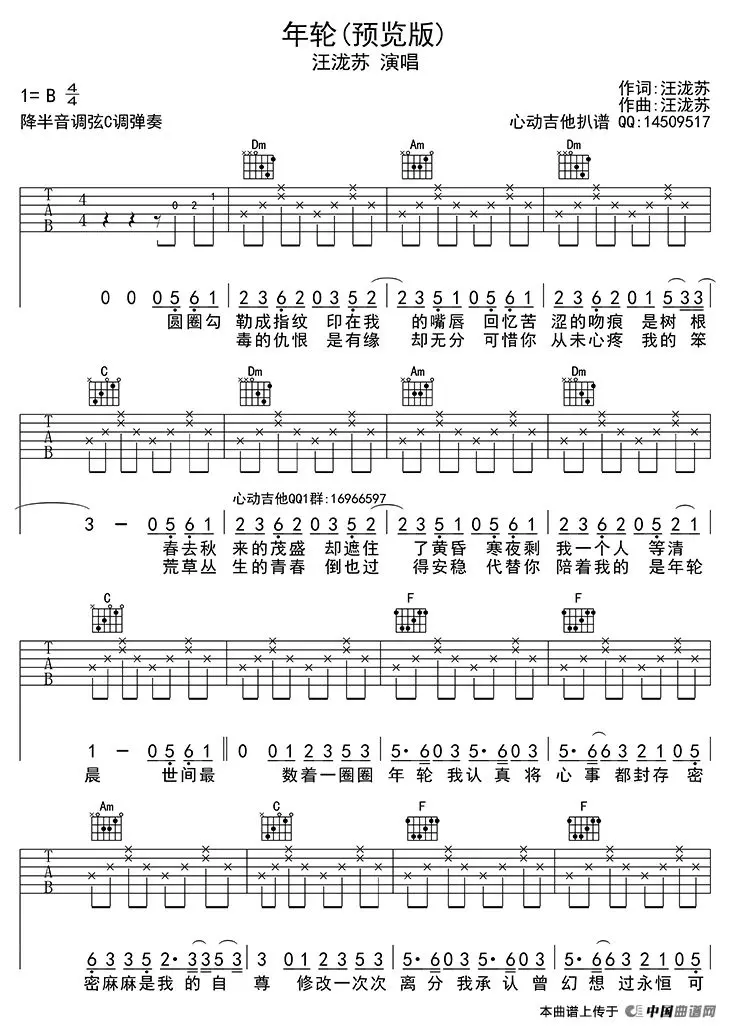 年轮(预览版)
汪泷苏 演唱
1= B 4/4
作词:汪泷苏
作曲:汪泷苏
降半音调弦C调弹奏
心动吉他扒谱 QQ:14509517
Dm Am Dm
T A B 4 4 0 2 1
0 0 0 5 6 1 2 3 6 2 0 3 5 2 2 3 5 1 0 5 6 1 2 3 6 2 0 1 5 3 3
圆圈勾 勒成指纹 印在我 的嘴唇 回忆苦 涩的吻痕 是树 根
毒的仇恨 是有缘 却无分 可惜你 从未心疼 我的 笨
C Dm Am Dm
T A B
心动吉他QQ1群:16966597
3 - 0 5 6 1 2 3 6 2 0 3 5 2 2 3 5 1 0 5 6 1 2 3 6 2 0 5 2 1
春去秋 来的茂盛 却遮住 了黄昏 寒夜剩 我一个人 等清
荒草丛 生的青春 倒也过 得安稳 代替你 陪着我的 是年轮
C F F
T A B
1 - 0 5 6 1 0 0 1 2 3 5 3 5· 6 0 3 5· 6 0 3 5· 6 6 3 2 1 0 5
晨 世间最 数着一圈圈 年轮 我认真将 心事都封存 密
Am C F F
T A B
6 3 3 5 2· 3 3 5 3 3 0 1 2 3 5 3 5· 6 0 3 5· 6 0 3 5· 6 6 3 2 1 0 5
密麻麻是我的自 尊 修改一次次 离分 我承认曾 幻想过永恒 可
本曲谱上传于 中国曲谱网